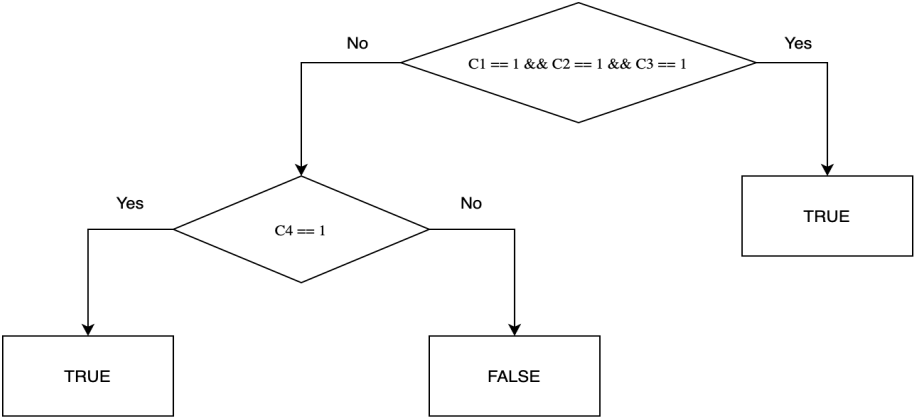 No
Yes
C1 == 1 && C2 == 1 && C3 == 1
Yes
No
C4 == 1
TRUE
TRUE
FALSE